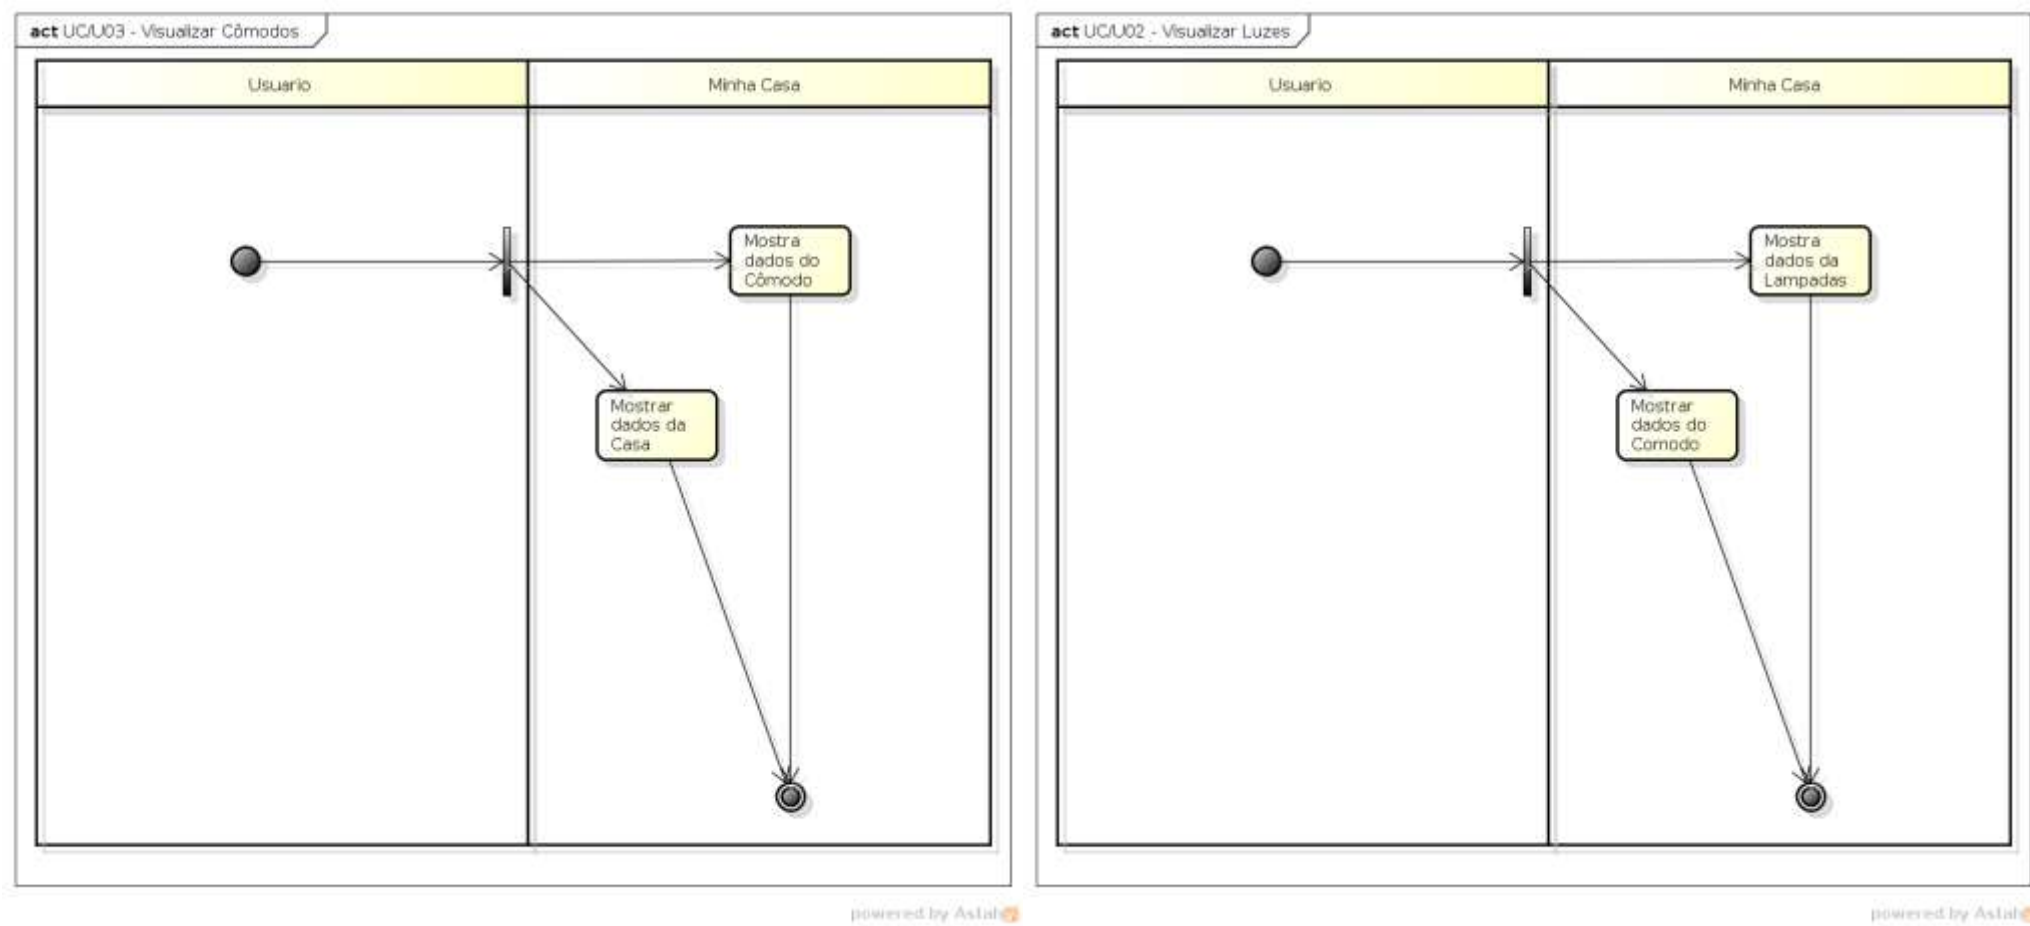 act UC/U03 - Visualizar Cômodos
Usuario
Minha Casa
Mostra
dados do
Cômodo
Mostrar
dados da
Casa
powered by Astah
act UC/U02 - Visualizar Luzes
Usuario
Minha Casa
Mostra
dados da
Lampadas
Mostrar
dados do
Comodo
powered by Astah